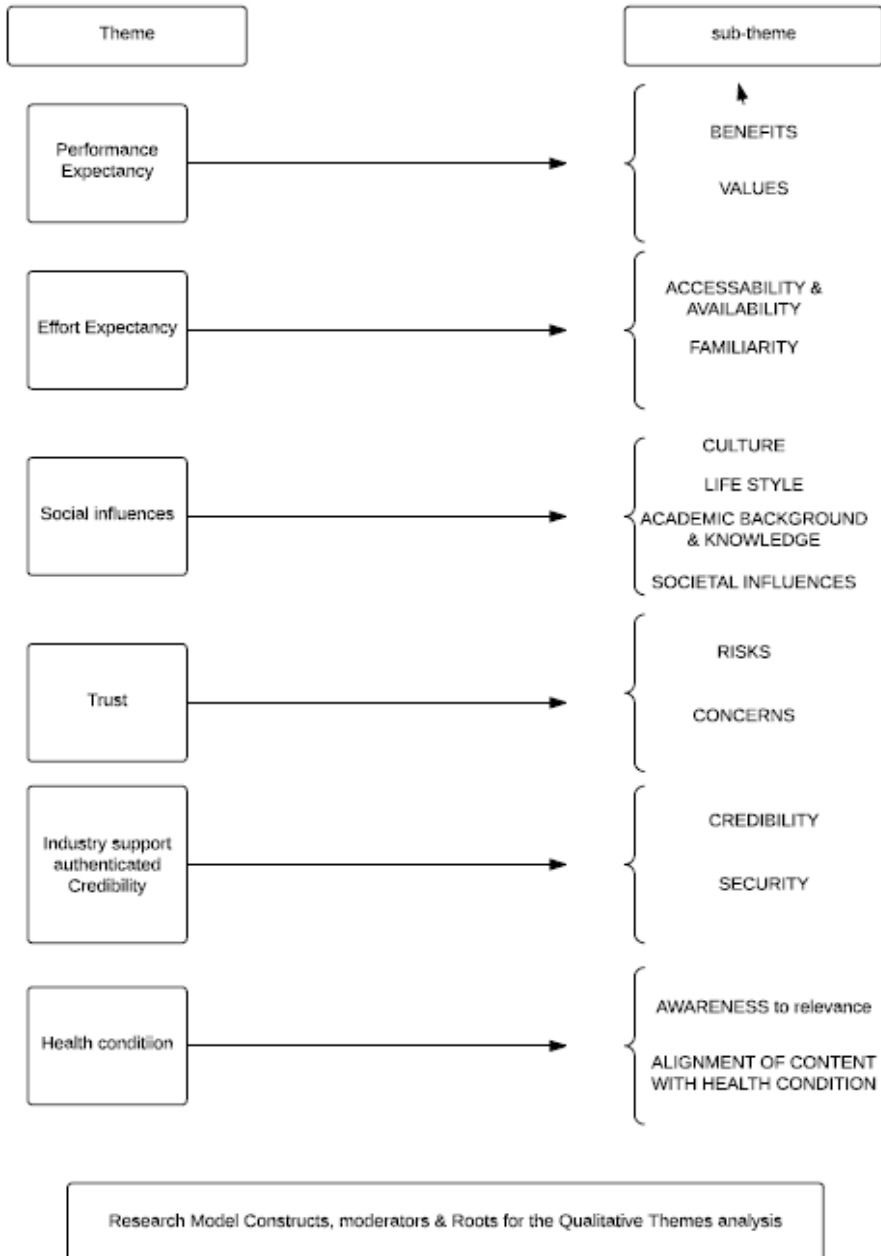 Theme
sub-theme
Performance
Expectancy
BENEFITS
VALUES
Effort Expectancy
ACCESSABILITY &
AVAILABILITY
FAMILIARITY
Social influences
CULTURE
LIFE STYLE
ACADEMIC BACKGROUND
& KNOWLEDGE
SOCIETAL INFLUENCES
Trust
RISKS
CONCERNS
Industry support
authenticated
Credibility
CREDIBILITY
SECURITY
Health conditiion
AWARENESS to relevance
ALIGNMENT OF CONTENT
WITH HEALTH CONDITION
Research Model Constructs, moderators & Roots for the Qualitative Themes analysis